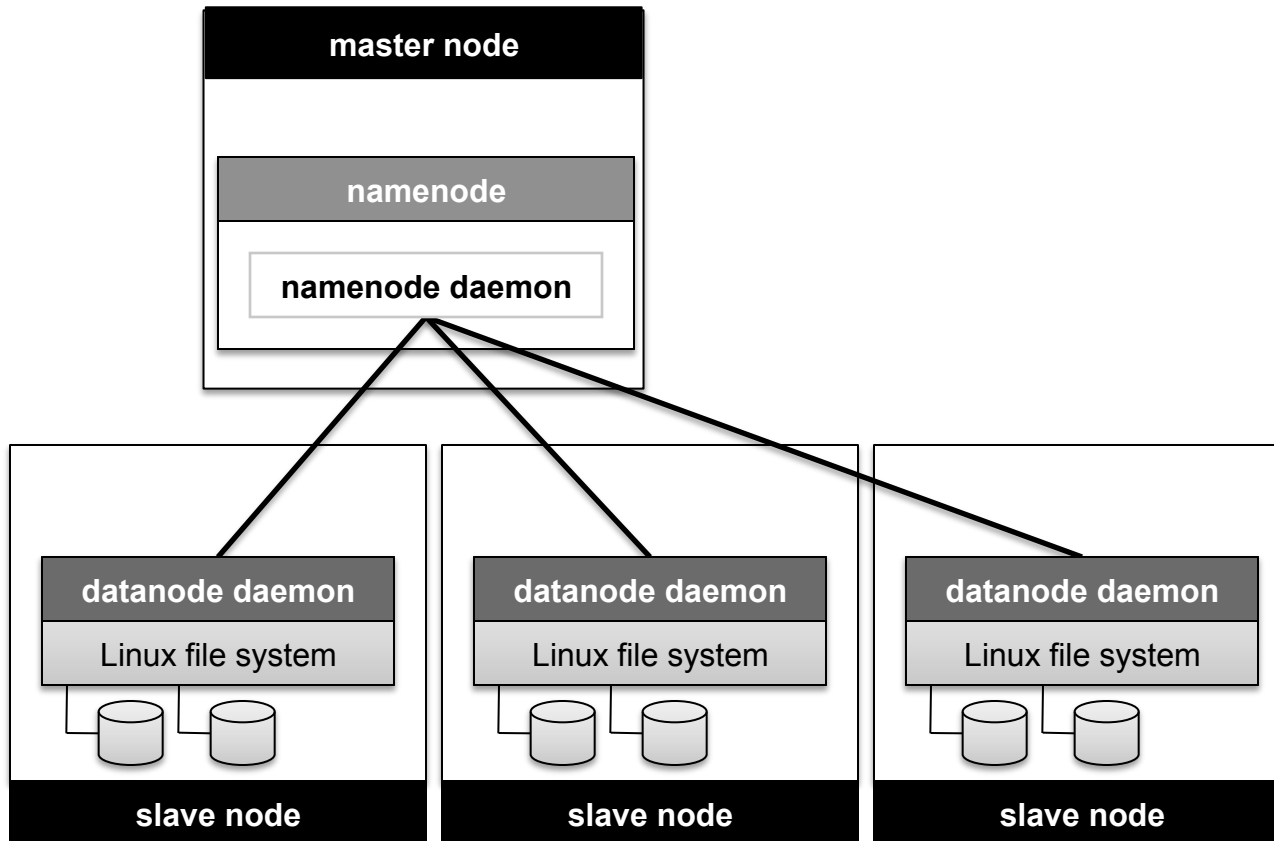 master node
namenode
namenode daemon
datanode daemon
datanode daemon
datanode daemon
Linux file system
Linux file system
Linux file system
slave node
slave node
slave node